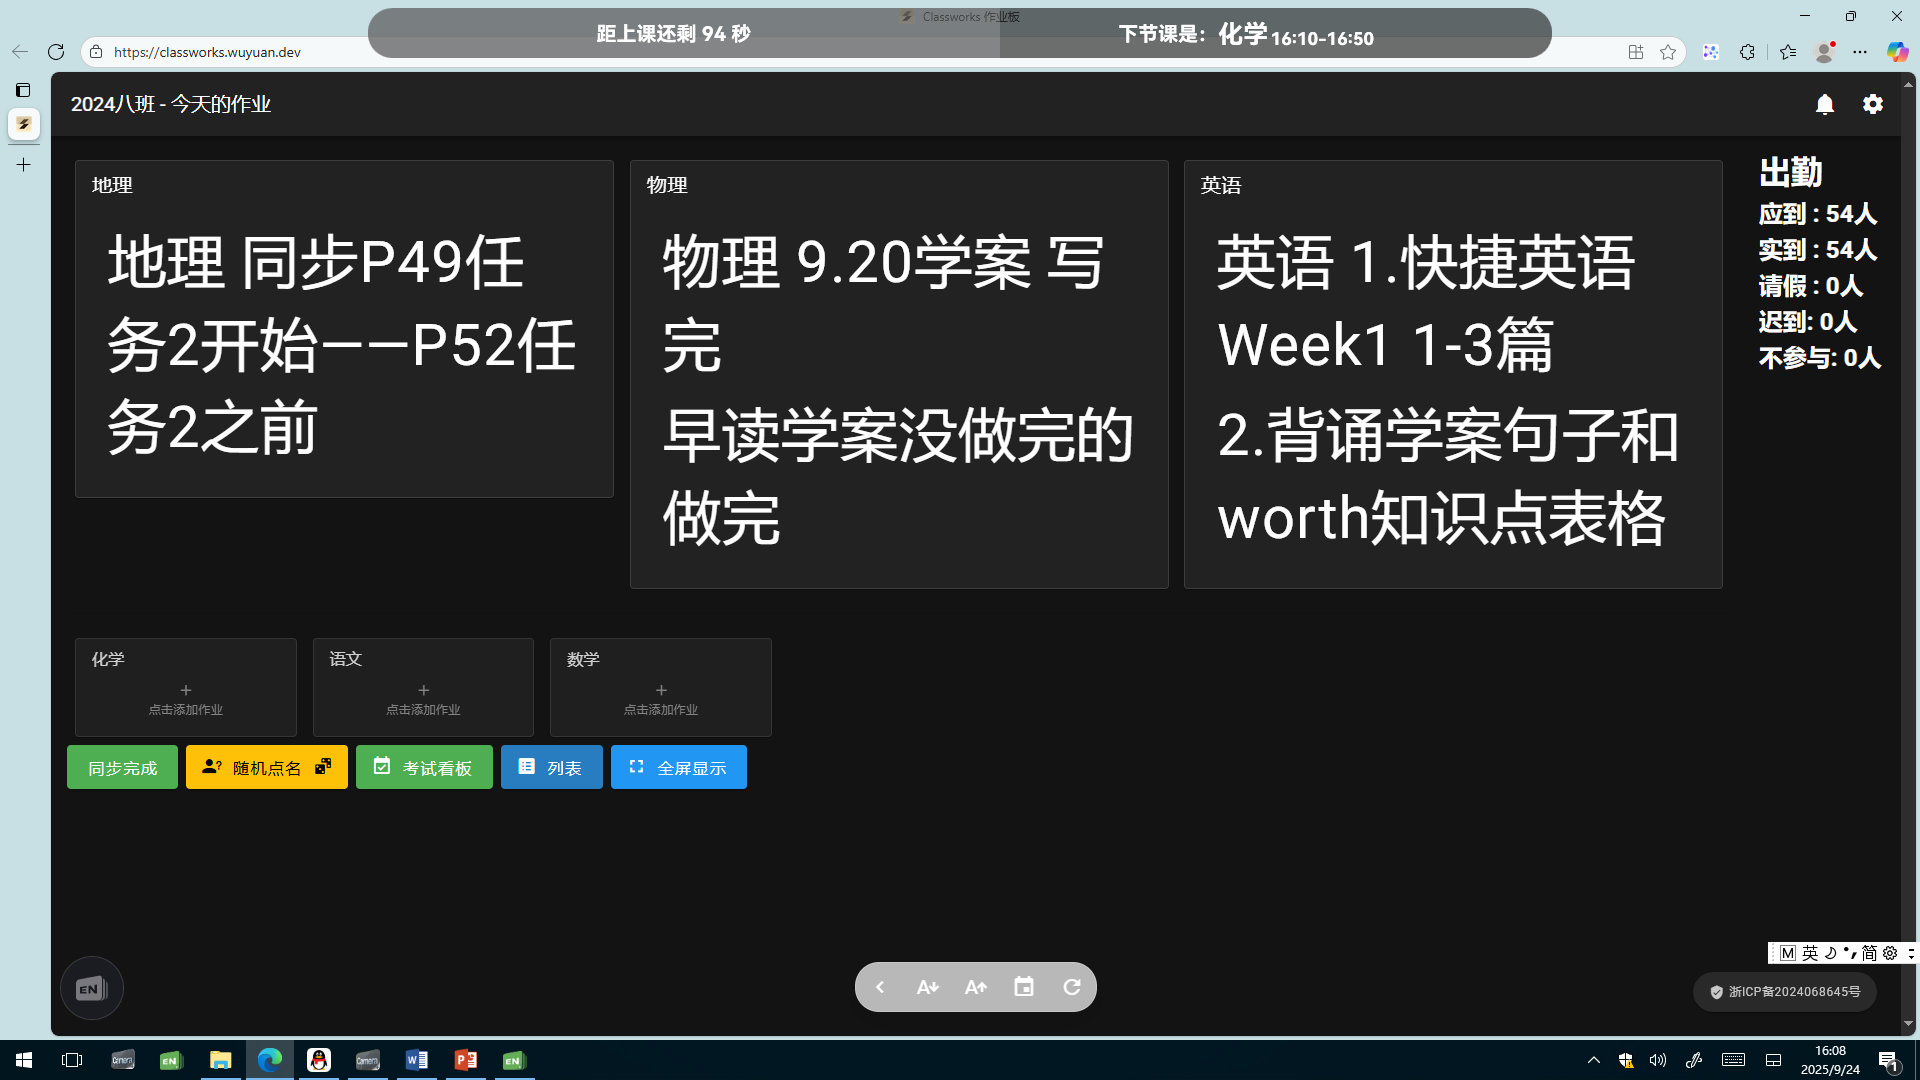 Classworks 作业板
距上课还剩 94 秒
下节课是：化学 16:10-16:50
https://classworks.wuyuan.dev
2024八班 - 今天的作业
地理
地理 同步P49任
务2开始——P52任
务2之前
物理
物理 9.20学案 写
完
早读学案没做完的
做完
英语
英语 1.快捷英语
Week1 1-3篇
2.背诵学案句子和
worth知识点表格
出勤
应到 : 54人
实到 : 54人
请假 : 0人
迟到: 0人
不参与: 0人
化学
点击添加作业
语文
点击添加作业
数学
点击添加作业
同步完成
随机点名
考试看板
列表
全屏显示
EN
M 英 简
浙ICP备2024068645号
Camera
EN
Camera
EN
16:08
2025/9/24
1